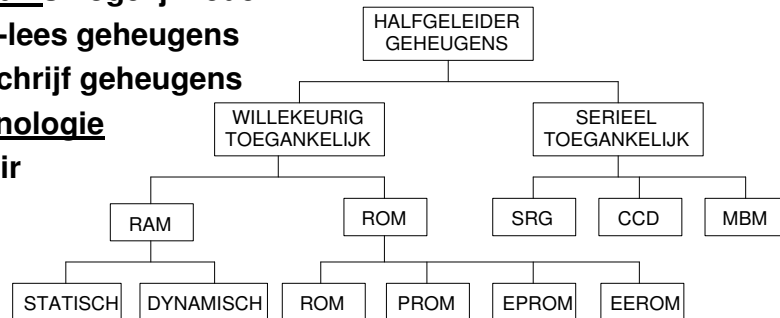 -lees geheugens
chrijf geheugens
nologie
ir
HALFGELEIDER
GEHEUGENS
WILLEKEURIG
TOEGANKELIJK
SERIEEL
TOEGANKELIJK
RAM
ROM
SRG
CCD
MBM
STATISCH
DYNAMISCH
ROM
PROM
EPROM
EEROM